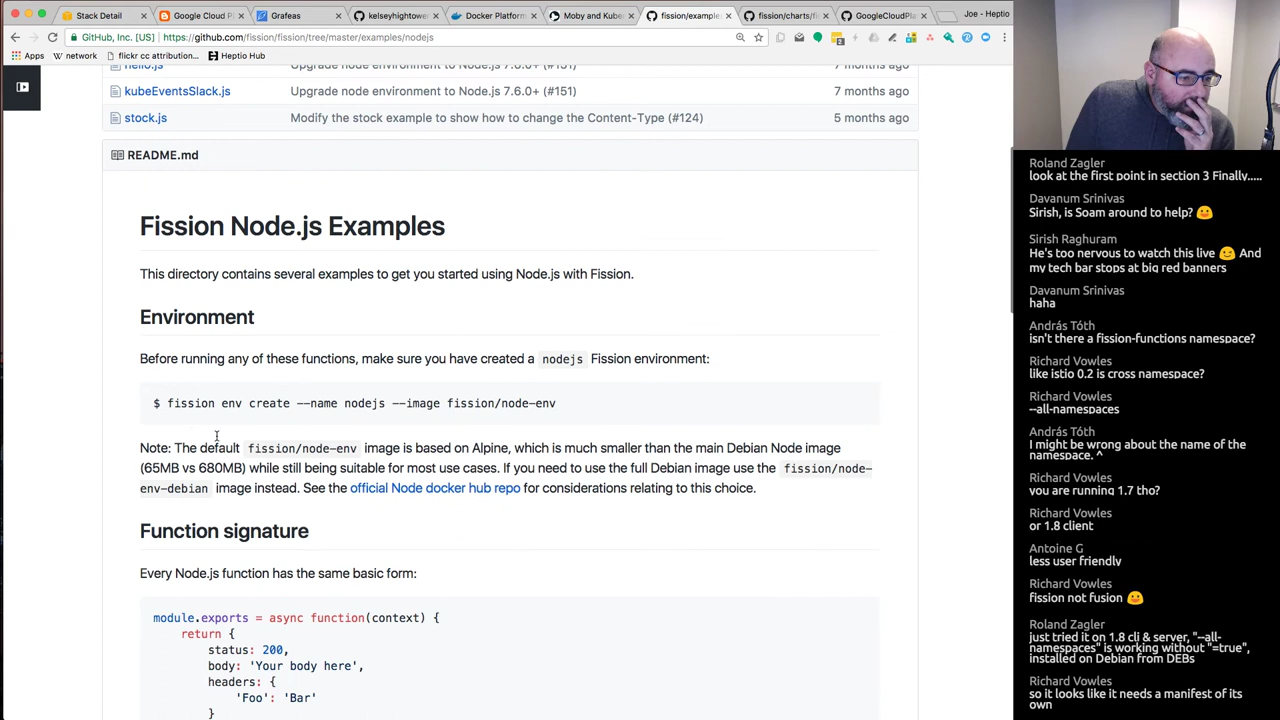 Stack Detail
Google Cloud Pl
Grafeas
kelseyhightower
Docker Platform
Moby and Kube
fission/example
fission/charts/fi
GoogleCloudPla
Joe - Heptio
GitHub, Inc. [US]
https://github.com/fission/fission/tree/master/examples/nodejs
Apps
network
flickr cc attribution...
Heptio Hub
hello.js
Upgrade node environment to Node.js 7.6.0+ (#151)
7 months ago
kubeEventsSlack.js
Upgrade node environment to Node.js 7.6.0+ (#151)
7 months ago
stock.js
Modify the stock example to show how to change the Content-Type (#124)
5 months ago
README.md
Fission Node.js Examples
This directory contains several examples to get you started using Node.js with Fission.
Environment
Before running any of these functions, make sure you have created a nodejs Fission environment:
$ fission env create --name nodejs --image fission/node-env
Note: The default fission/node-env image is based on Alpine, which is much smaller than the main Debian Node image
(65MB vs 680MB) while still being suitable for most use cases. If you need to use the full Debian image use the fission/node-
env-debian image instead. See the official Node docker hub repo for considerations relating to this choice.
Function signature
Every Node.js function has the same basic form:
module.exports = async function(context) {
return {
status: 200,
body: 'Your body here',
headers: {
'Foo': 'Bar'
}
Roland Zagler
look at the first point in section 3 Finally.....
Davanum Srinivas
Sirish, is Soam around to help?
Sirish Raghuram
He's too nervous to watch this live 😉 And
my tech bar stops at big red banners
Davanum Srinivas
haha
András Tóth
isn't there a fission-functions namespace?
Richard Vowles
like istio 0.2 is cross namespace?
Richard Vowles
--all-namespaces
András Tóth
I might be wrong about the name of the
namespace. ^
Richard Vowles
you are running 1.7 tho?
Richard Vowles
or 1.8 client
Antoine G
less user friendly
Richard Vowles
fission not fusion
Roland Zagler
just tried it on 1.8 cli & server, "--all-
namespaces" is working without "=true",
installed on Debian from DEBs
Richard Vowles
so it looks like it needs a manifest of its
own